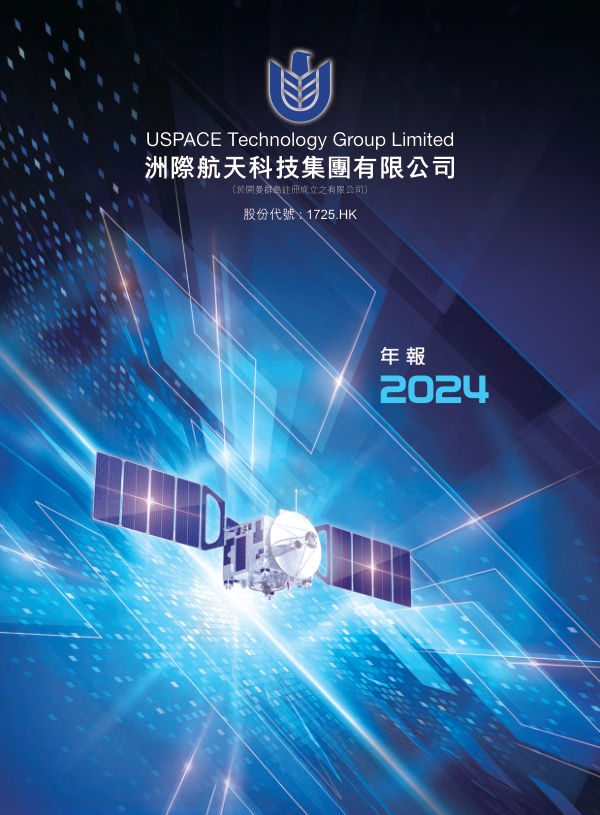 USPACE Technology Group Limited
洲際航天科技集團有限公司
（於開曼群島註冊成立之有限公司）
股份代號 : 1725.HK
年報
2024